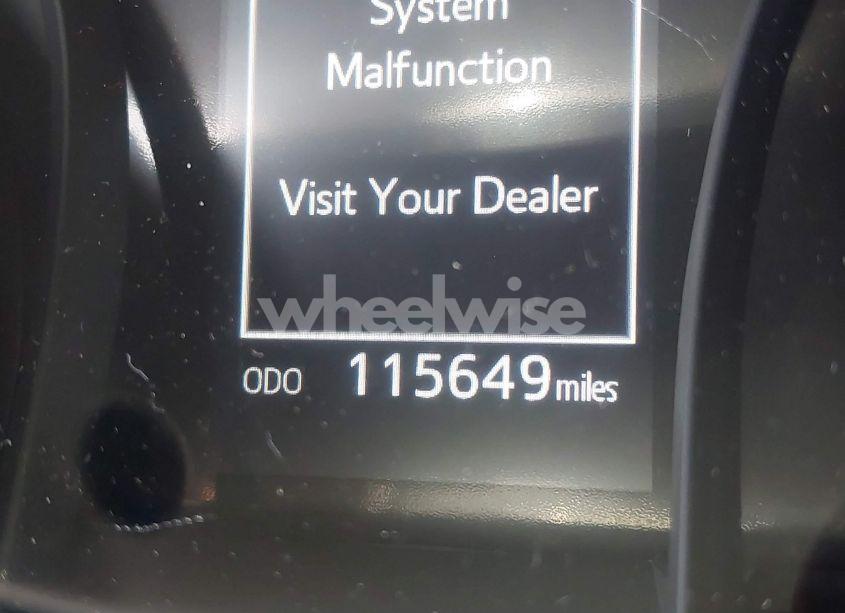 System
Malfunction
Visit Your Dealer
wheelwise
ODO 115649 miles